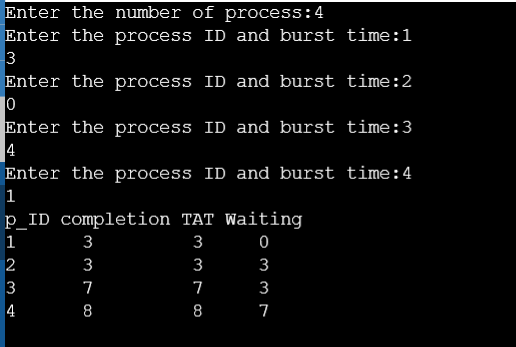 Enter the number of process:4
Enter the process ID and burst time:1
3
Enter the process ID and burst time:2
0
Enter the process ID and burst time:3
4
Enter the process ID and burst time:4
1
p_ID completion TAT Waiting
1 3 3 0
2 3 3 3
3 7 7 3
4 8 8 7